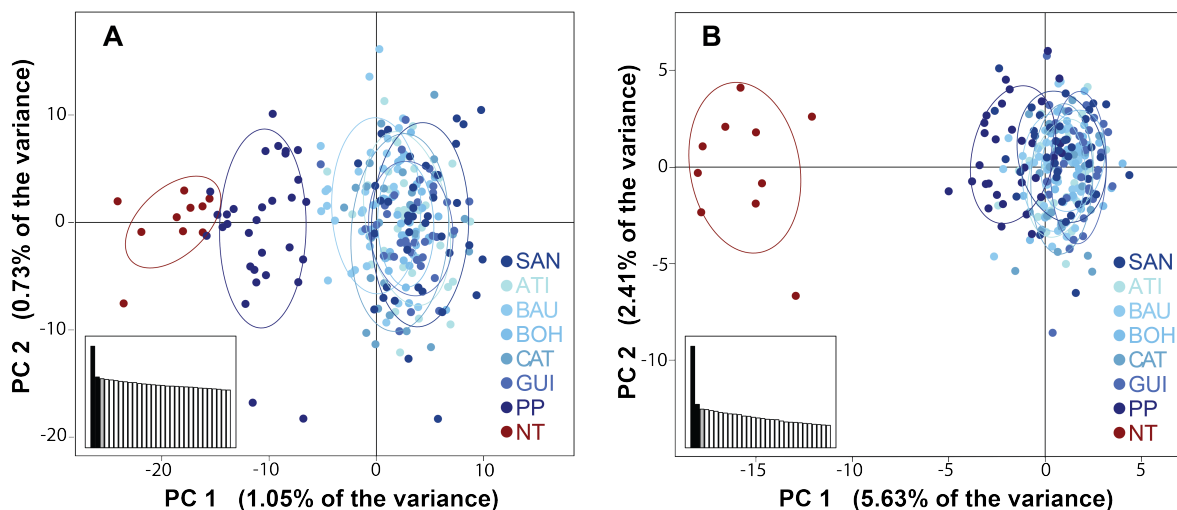 A
PC 2 (0.73% of the variance)
10
0
-10
-20
-20
-10
0
10
PC 1 (1.05% of the variance)
SAN
ATI
BAU
BOH
CAT
GUI
PP
NT
B
PC 2 (2.41% of the variance)
5
0
-5
-10
-15
-10
-5
0
5
PC 1 (5.63% of the variance)
SAN
ATI
BAU
BOH
CAT
GUI
PP
NT